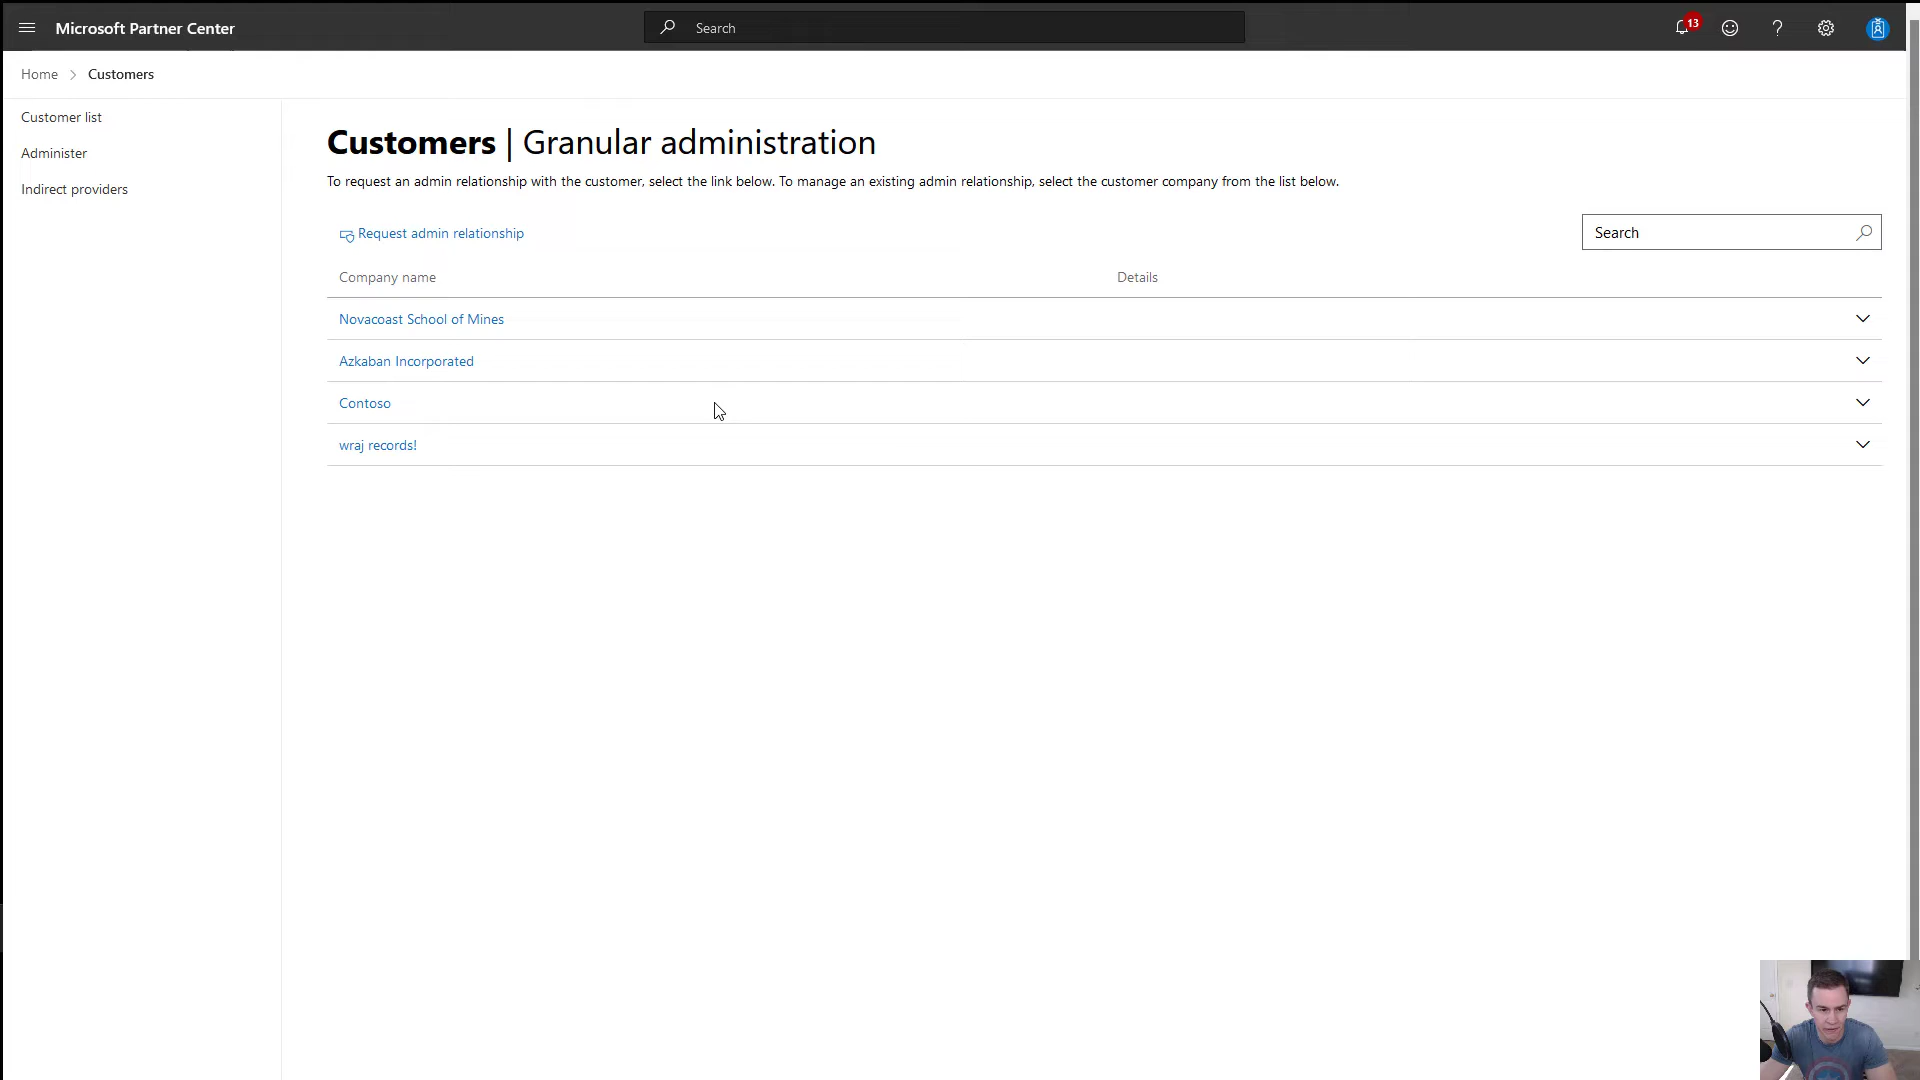 Microsoft Partner Center
Search
13
Home > Customers
Customer list
Administer
Indirect providers
Customers | Granular administration
To request an admin relationship with the customer, select the link below. To manage an existing admin relationship, select the customer company from the list below.
Request admin relationship
Search
Company name Details
Novacoast School of Mines
Azkaban Incorporated
Contoso
wraj records!